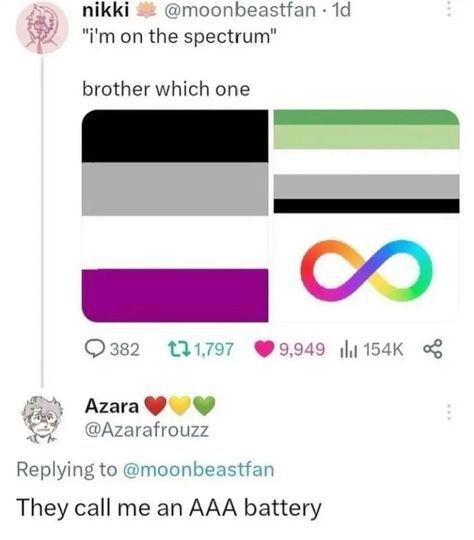 nikki 🪷 @moonbeastfan · 1d
"i'm on the spectrum"
brother which one
382 1,797 9,949 154K
Azara ❤️💛💚
@Azarafrouzz
Replying to @moonbeastfan
They call me an AAA battery